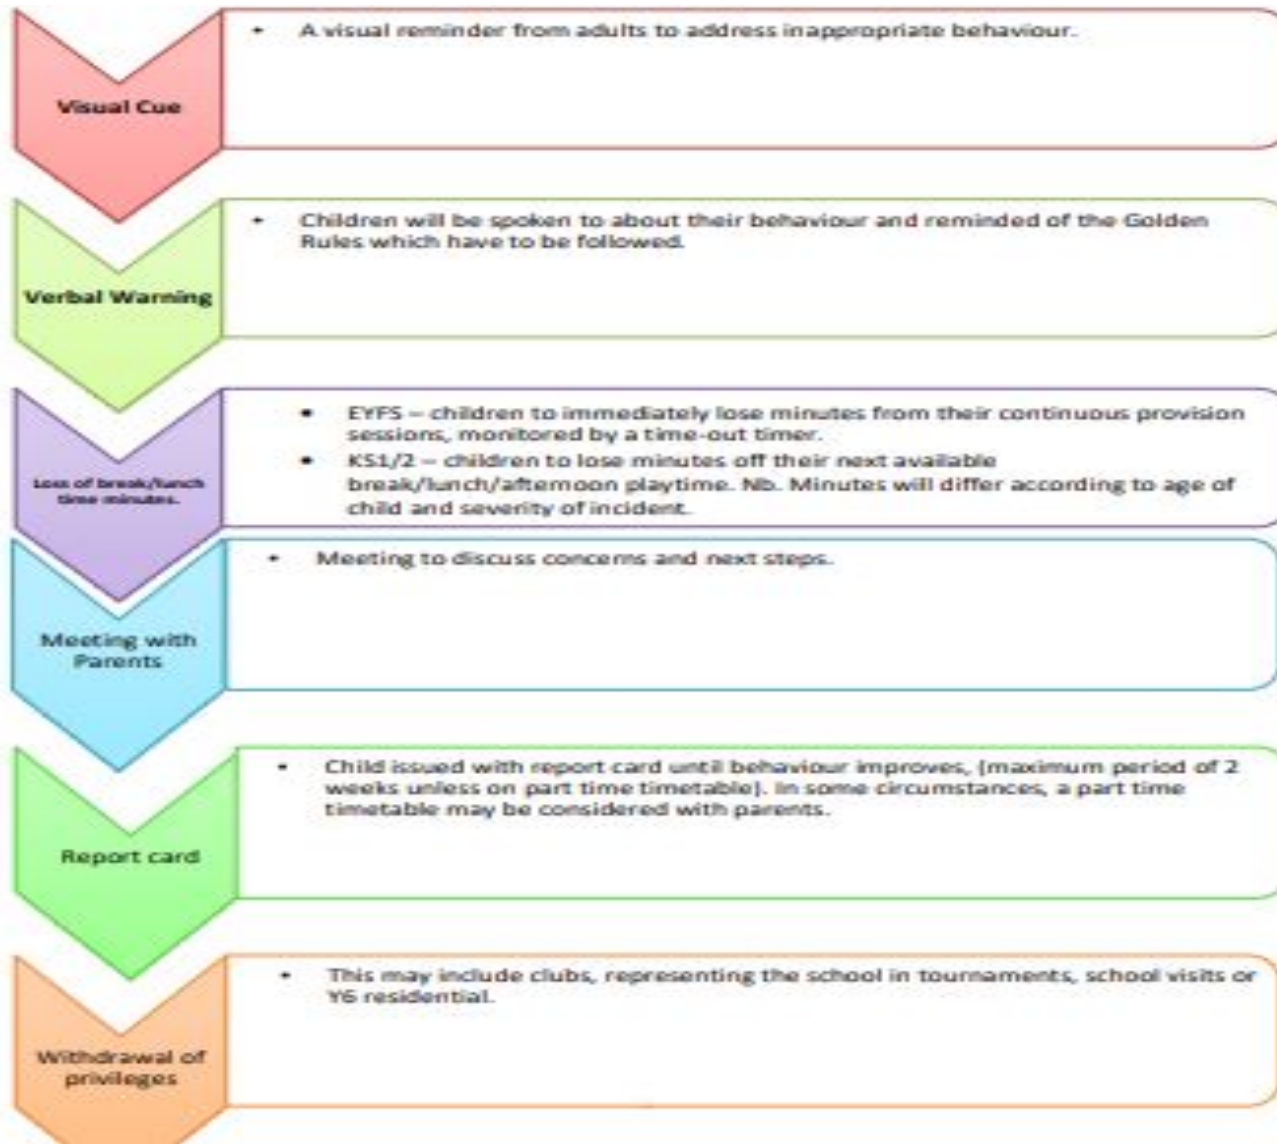 Visual Cue
• A visual reminder from adults to address inappropriate behaviour.
Verbal Warning
• Children will be spoken to about their behaviour and reminded of the Golden
Rules which have to be followed.
Loss of break/lunch
time minutes.
• EYFS – children to immediately lose minutes from their continuous provision
sessions, monitored by a time-out timer.
• KS1/2 – children to lose minutes off their next available
break/lunch/afternoon playtime. Nb. Minutes will differ according to age of
child and severity of incident.
Meeting with
Parents
• Meeting to discuss concerns and next steps.
Report card
• Child issued with report card until behaviour improves, (maximum period of 2
weeks unless on part time timetable). In some circumstances, a part time
timetable may be considered with parents.
Withdrawal of
privileges
• This may include clubs, representing the school in tournaments, school visits or
Y6 residential.